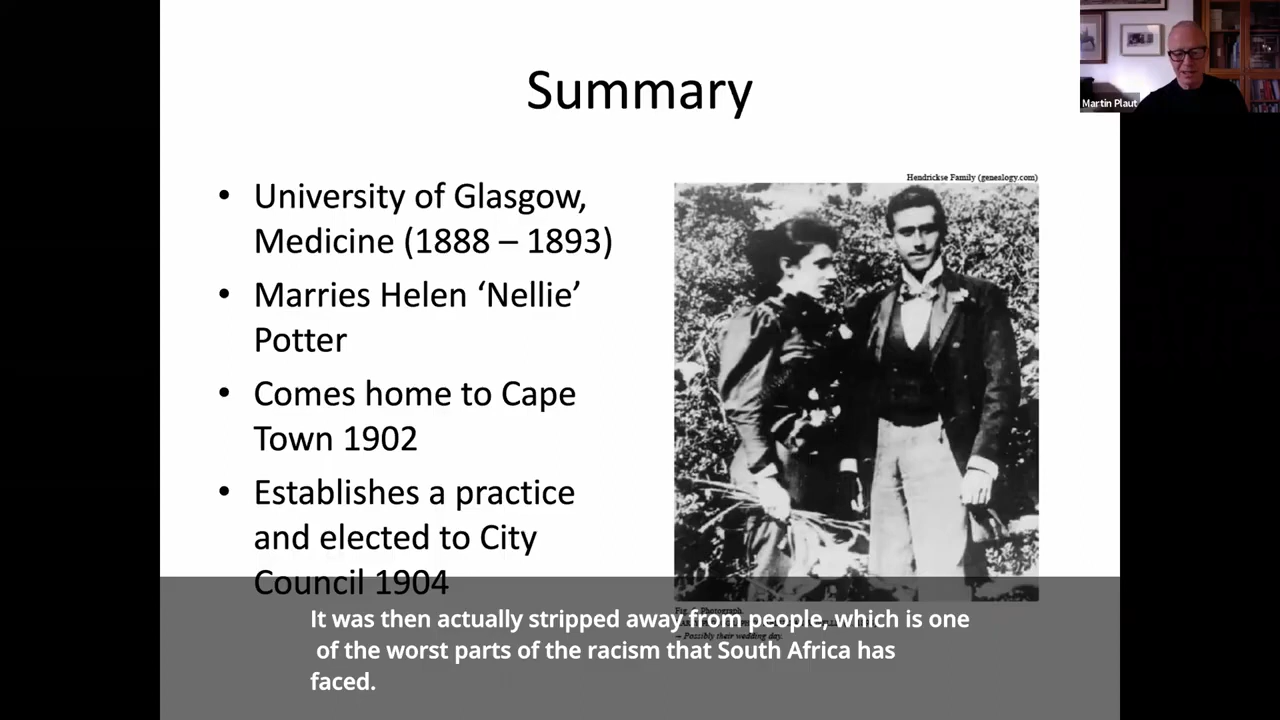 Summary
Martin Plaut
Hendrickse Family (genealogy.com)
• University of Glasgow,
Medicine (1888 – 1893)
• Marries Helen ‘Nellie’
Potter
• Comes home to Cape
Town 1902
• Establishes a practice
and elected to City
Council 1904
Photograph.
– Possibly their wedding day.
It was then actually stripped away from people, which is one
of the worst parts of the racism that South Africa has
faced.